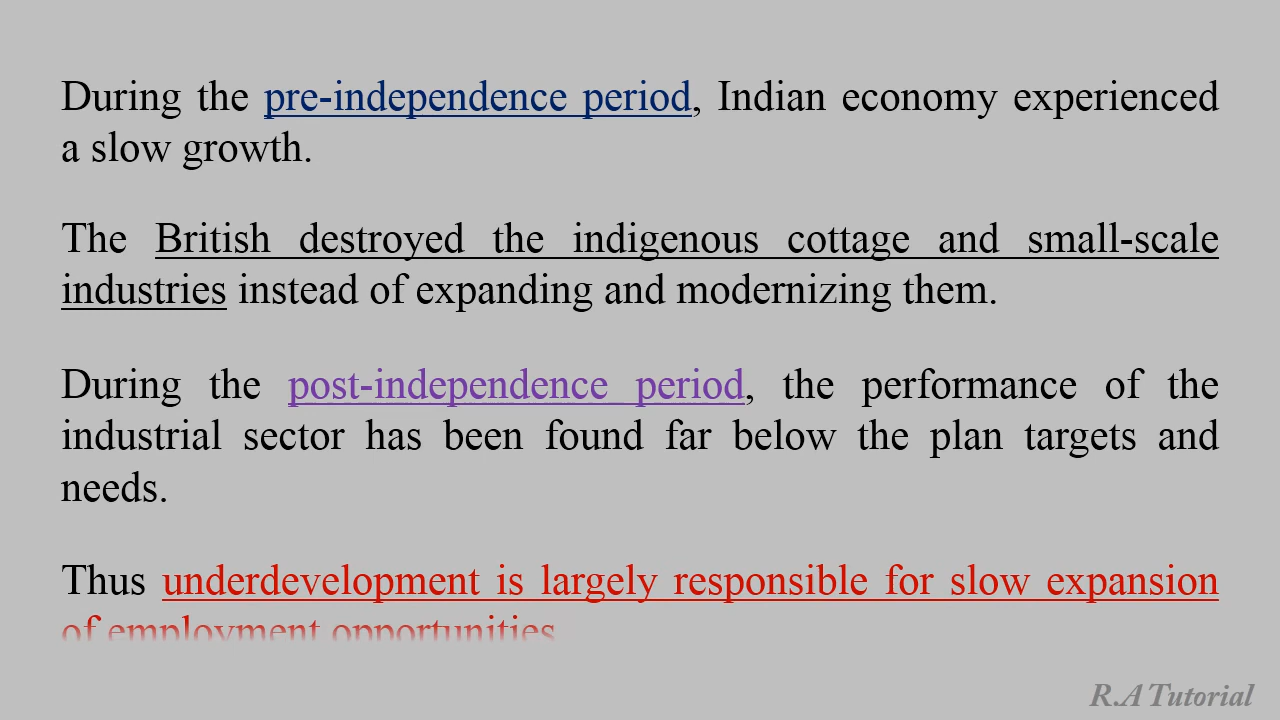 During the pre-independence period, Indian economy experienced
a slow growth.
The British destroyed the indigenous cottage and small-scale
industries instead of expanding and modernizing them.
During the post-independence period, the performance of the
industrial sector has been found far below the plan targets and
needs.
Thus underdevelopment is largely responsible for slow expansion
of employment opportunities
R.A Tutorial